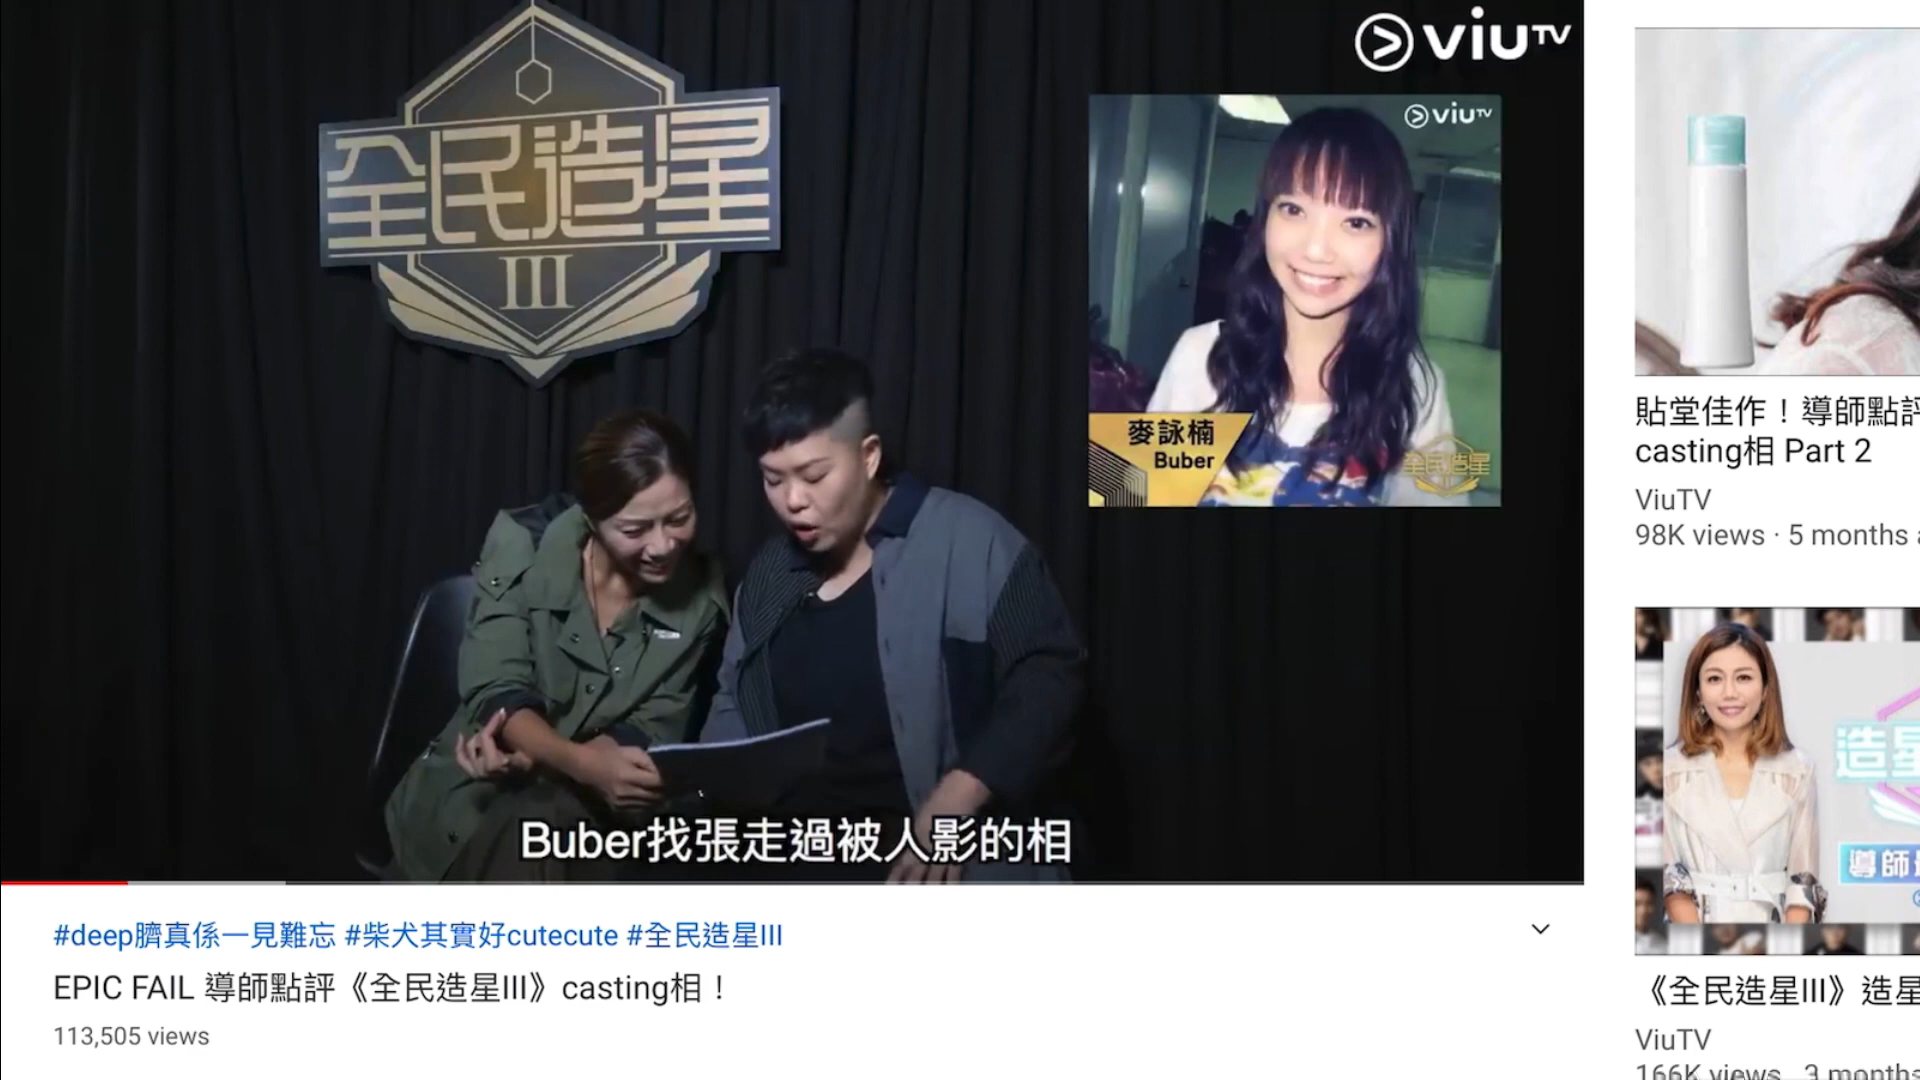 viuTV
全民造星
III
viuTV
麥詠楠
Buber
全民造星
Buber找張走過被人影的相
#deep臍真係一見難忘 #柴犬其實好cutecute #全民造星III
EPIC FAIL 導師點評《全民造星III》casting相！
113,505 views
貼堂佳作！導師點評
casting相 Part 2
ViuTV
98K views · 5 months
造星
導師
《全民造星III》造星
ViuTV
166K views · 3 months